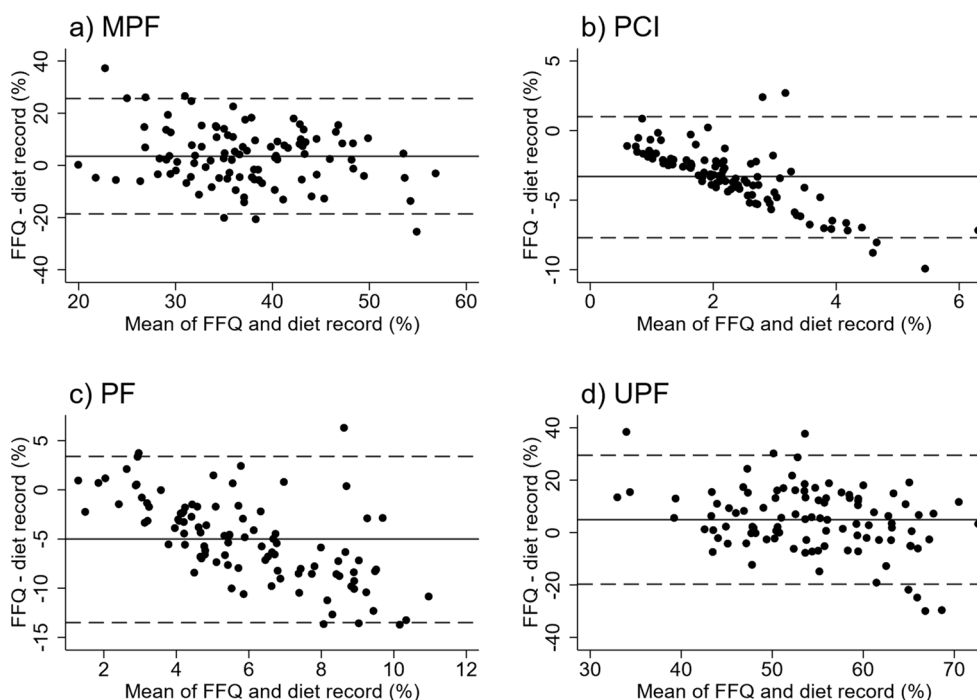 a) MPF
FFQ - diet record (%)
40
20
0
-20
-40
20 30 40 50 60
Mean of FFQ and diet record (%)
b) PCI
FFQ - diet record (%)
5
0
-5
-10
0 2 4 6
Mean of FFQ and diet record (%)
c) PF
FFQ - diet record (%)
5
0
-5
-10
-15
2 4 6 8 10 12
Mean of FFQ and diet record (%)
d) UPF
FFQ - diet record (%)
40
20
0
-20
-40
30 40 50 60 70
Mean of FFQ and diet record (%)